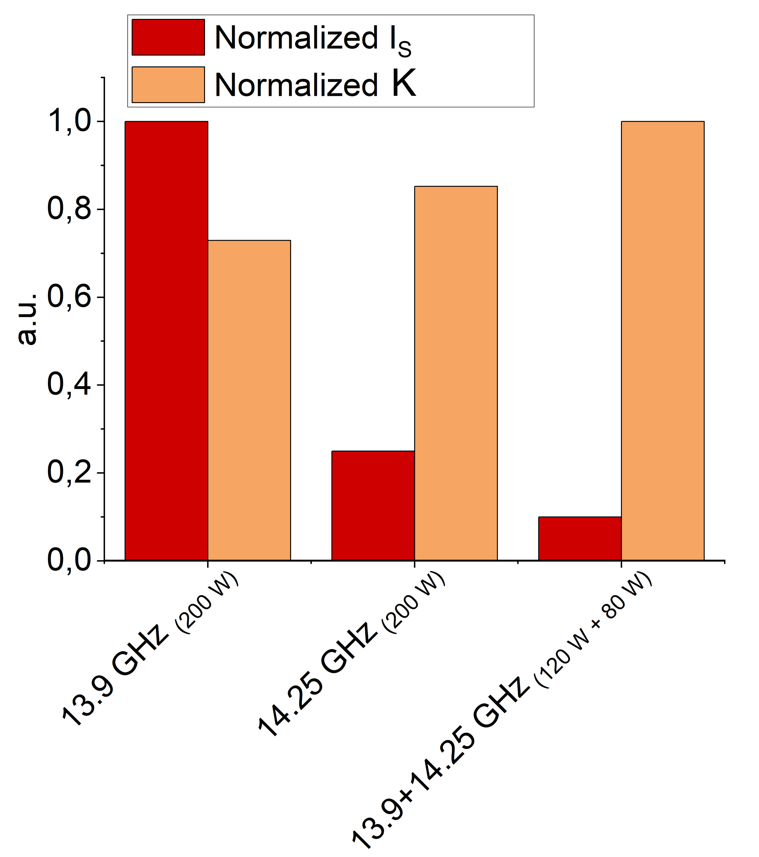 Normalized I_S
Normalized K
1,0
0,8
0,6
0,4
0,2
0,0
a.u.
13.9 GHz (200 W)
14.25 GHz (200 W)
13.9+14.25 GHz (120 W + 80 W)